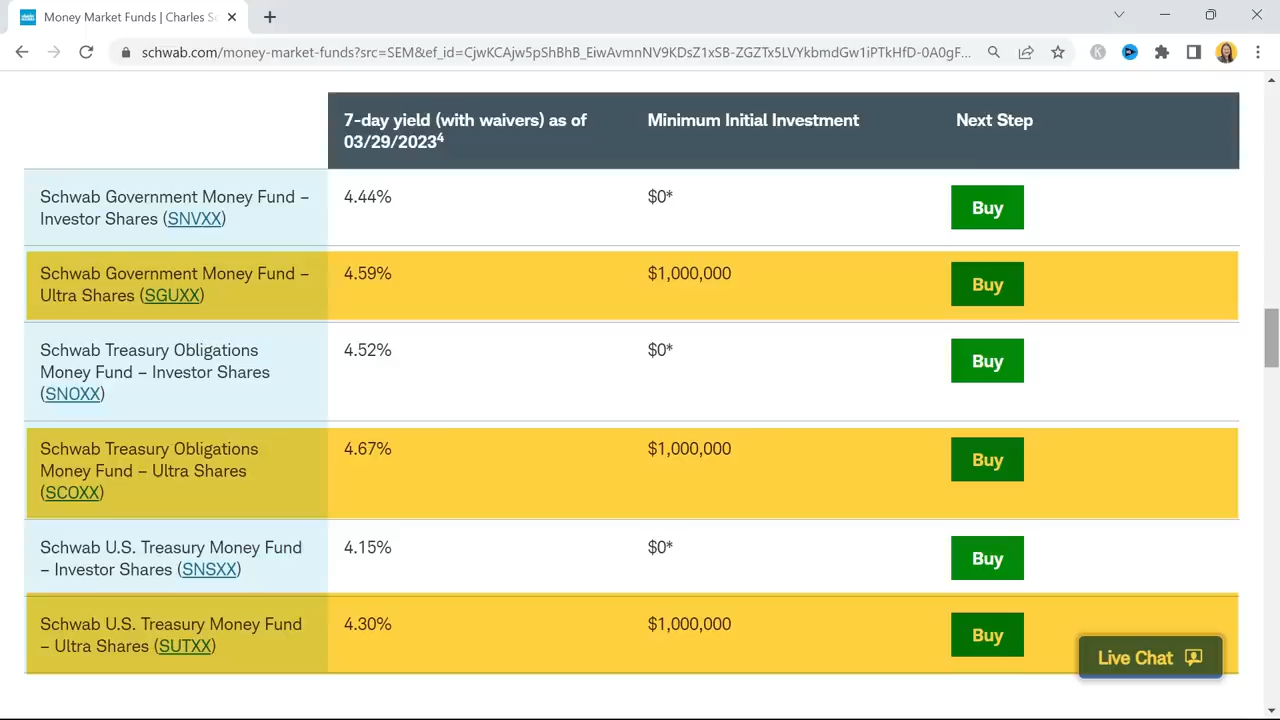 Money Market Funds | Charles Sc
schwab.com/money-market-funds?src=SEM&ef_id=CjwKCAjw5pShBhB_EiwAvmnNV9KDsZ1xSB-ZGZTx5LVYkbmdGw1iPTkHfD-0A0gF...
7-day yield (with waivers) as of
03/29/2023⁴
Minimum Initial Investment
Next Step
Schwab Government Money Fund –
Investor Shares (SNVXX)
4.44%
$0*
Buy
Schwab Government Money Fund –
Ultra Shares (SGUXX)
4.59%
$1,000,000
Buy
Schwab Treasury Obligations
Money Fund – Investor Shares
(SNOXX)
4.52%
$0*
Buy
Schwab Treasury Obligations
Money Fund – Ultra Shares
(SCOXX)
4.67%
$1,000,000
Buy
Schwab U.S. Treasury Money Fund
– Investor Shares (SNSXX)
4.15%
$0*
Buy
Schwab U.S. Treasury Money Fund
– Ultra Shares (SUTXX)
4.30%
$1,000,000
Buy
Live Chat